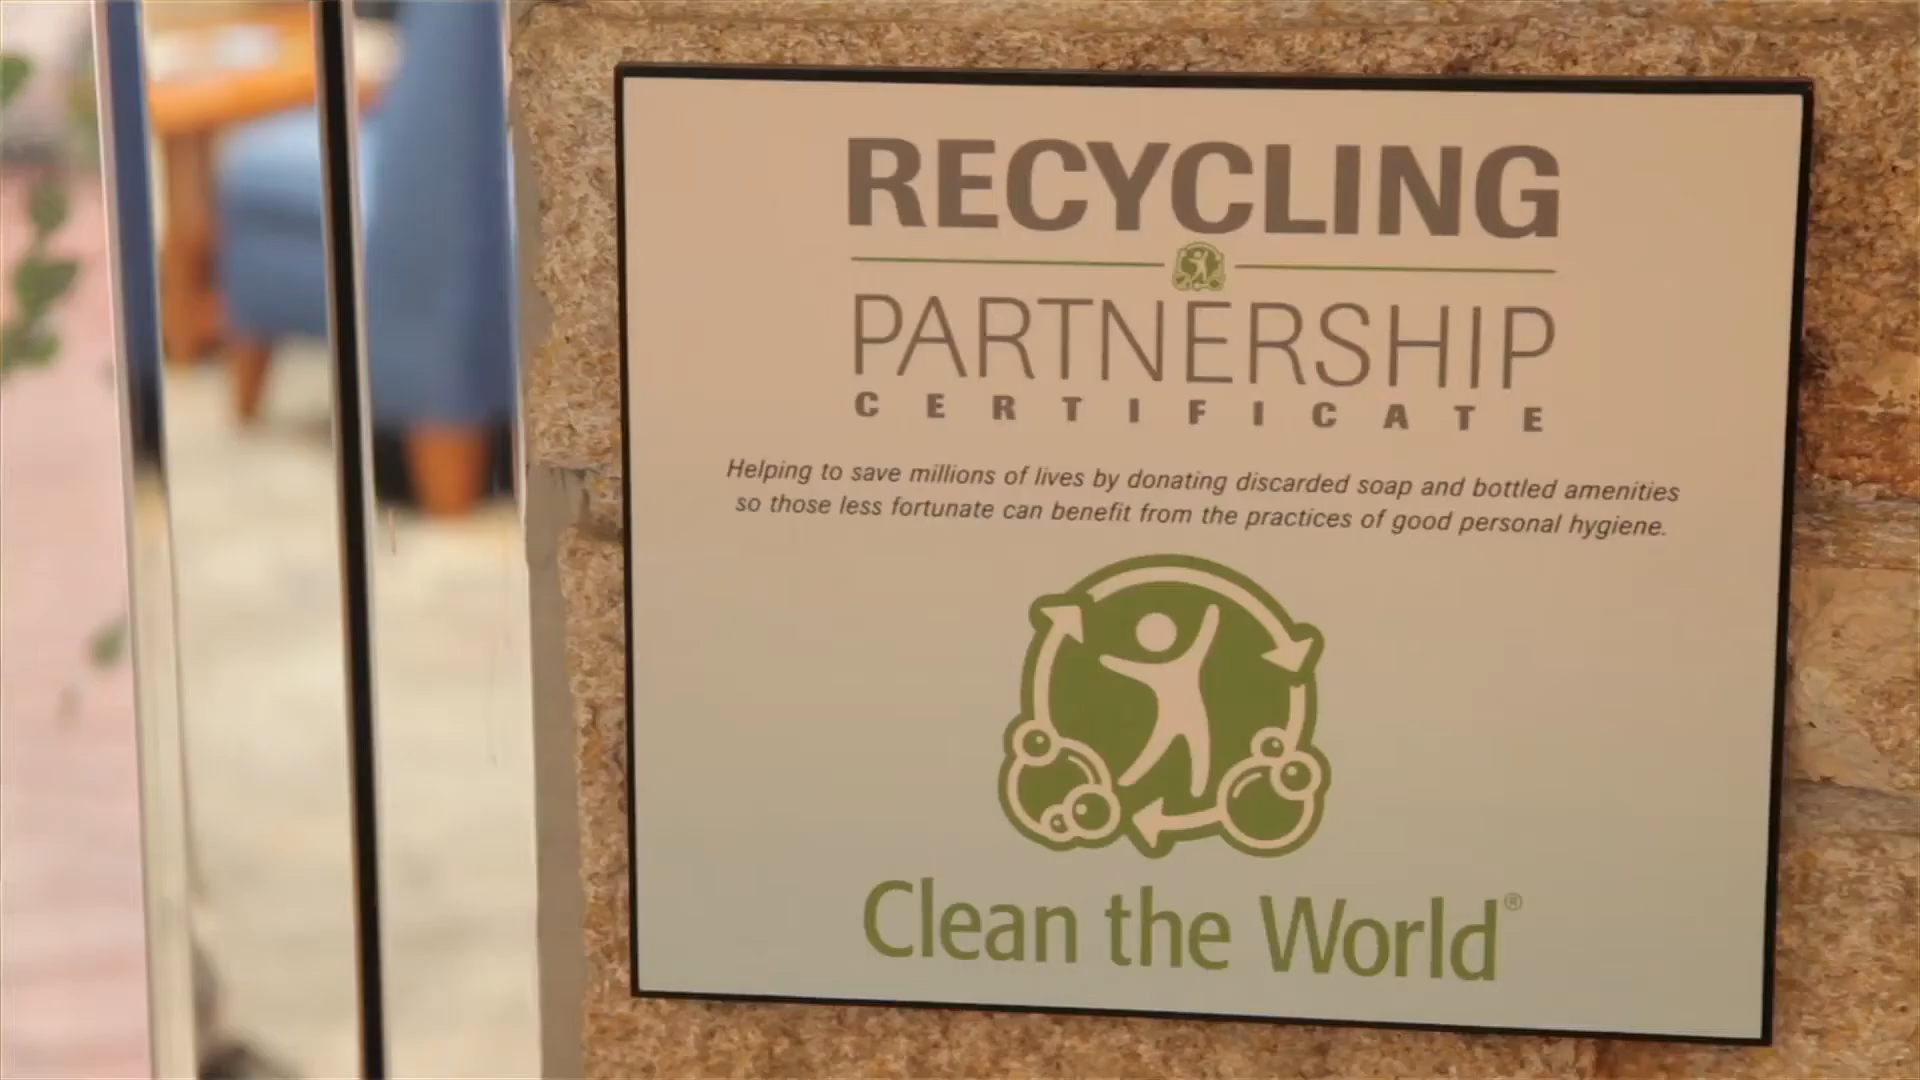 RECYCLING
PARTNERSHIP
CERTIFICATE
Helping to save millions of lives by donating discarded soap and bottled amenities
so those less fortunate can benefit from the practices of good personal hygiene.
Clean the World®